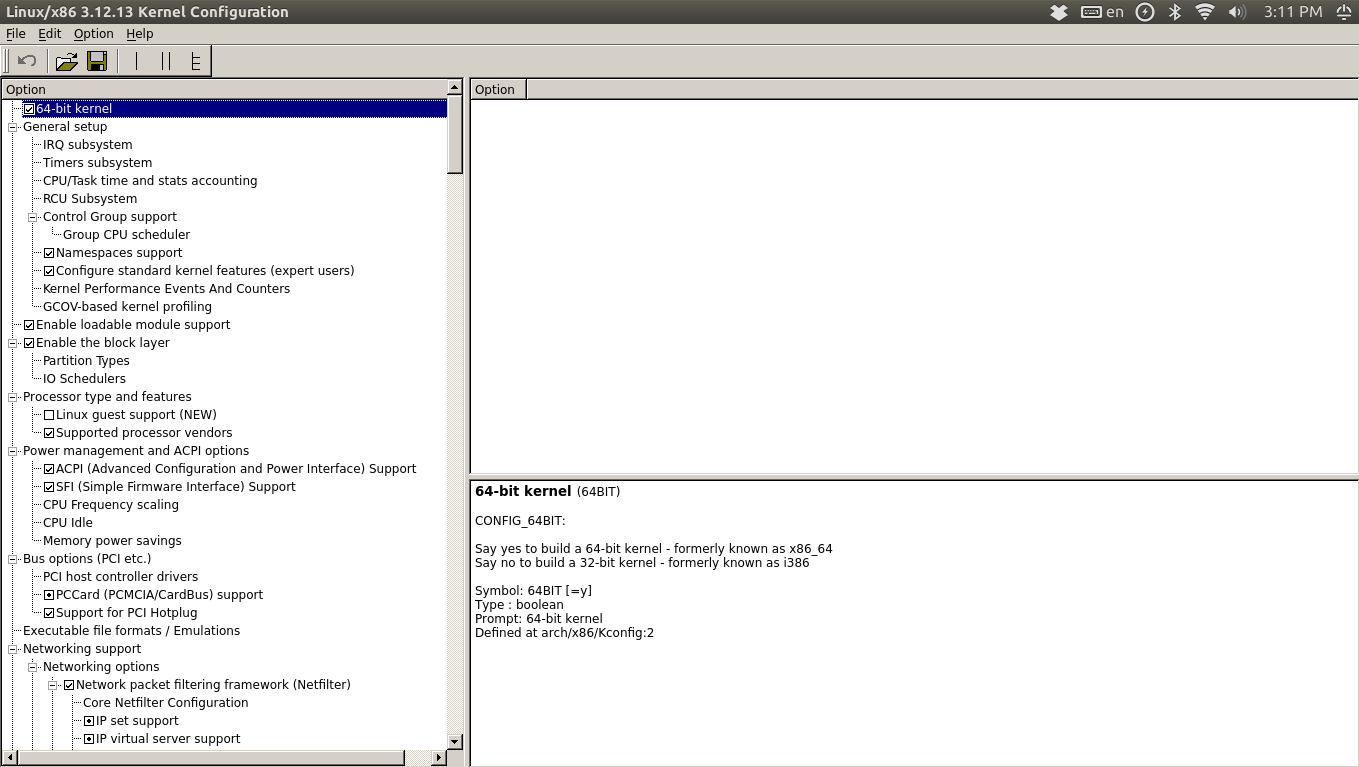 Linux/x86 3.12.13 Kernel Configuration
en
3:11 PM
File Edit Option Help
Option
64-bit kernel
General setup
IRQ subsystem
Timers subsystem
CPU/Task time and stats accounting
RCU Subsystem
Control Group support
Group CPU scheduler
Namespaces support
Configure standard kernel features (expert users)
Kernel Performance Events And Counters
GCOV-based kernel profiling
Enable loadable module support
Enable the block layer
Partition Types
IO Schedulers
Processor type and features
Linux guest support (NEW)
Supported processor vendors
Power management and ACPI options
ACPI (Advanced Configuration and Power Interface) Support
SFI (Simple Firmware Interface) Support
CPU Frequency scaling
CPU Idle
Memory power savings
Bus options (PCI etc.)
PCI host controller drivers
PCCard (PCMCIA/CardBus) support
Support for PCI Hotplug
Executable file formats / Emulations
Networking support
Networking options
Network packet filtering framework (Netfilter)
Core Netfilter Configuration
IP set support
IP virtual server support
Option
64-bit kernel (64BIT)
CONFIG_64BIT:
Say yes to build a 64-bit kernel - formerly known as x86_64
Say no to build a 32-bit kernel - formerly known as i386
Symbol: 64BIT [=y]
Type : boolean
Prompt: 64-bit kernel
Defined at arch/x86/Kconfig:2